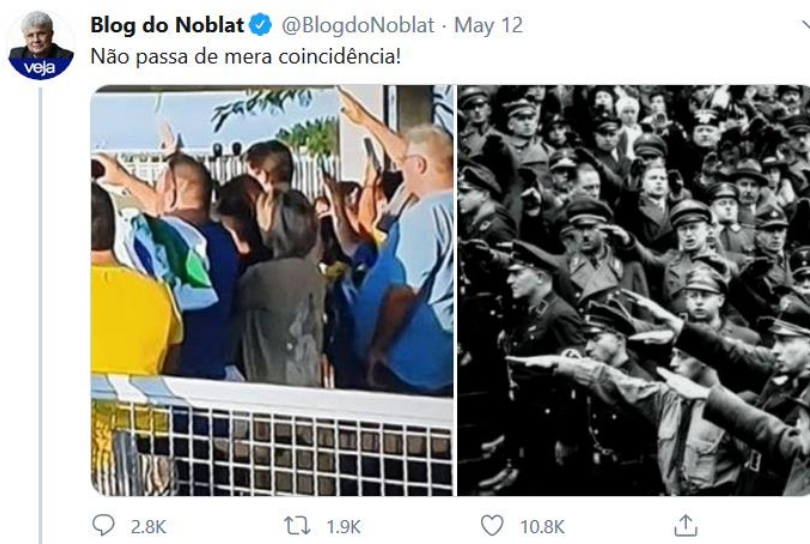 Blog do Noblat @BlogdoNoblat · May 12
veja
Não passa de mera coincidência!
2.8K 1.9K 10.8K